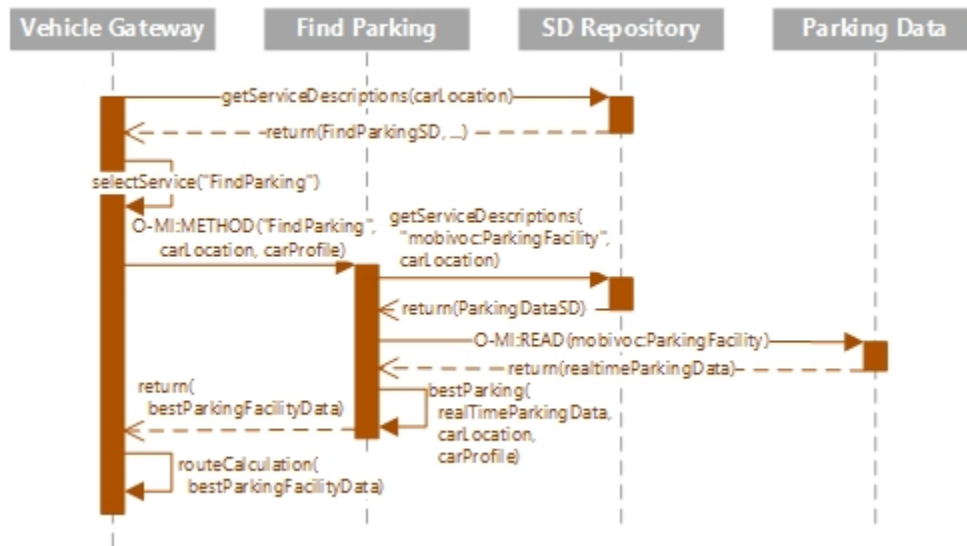 Vehicle Gateway
Find Parking
SD Repository
Parking Data
getServiceDescriptions(carLocation)
return(FindParkingSD, ...)
selectService("FindParking")
O-MI:METHOD("FindParking",
carLocation, carProfile)
getServiceDescriptions(
"mobivoc:ParkingFacility",
carLocation)
return(ParkingDataSD)
O-MI:READ(mobivoc:ParkingFacility)
return(realtimeParkingData)
bestParking(
realTimeParkingData,
carLocation,
carProfile)
return(
bestParkingFacilityData)
routeCalculation(
bestParkingFacilityData)